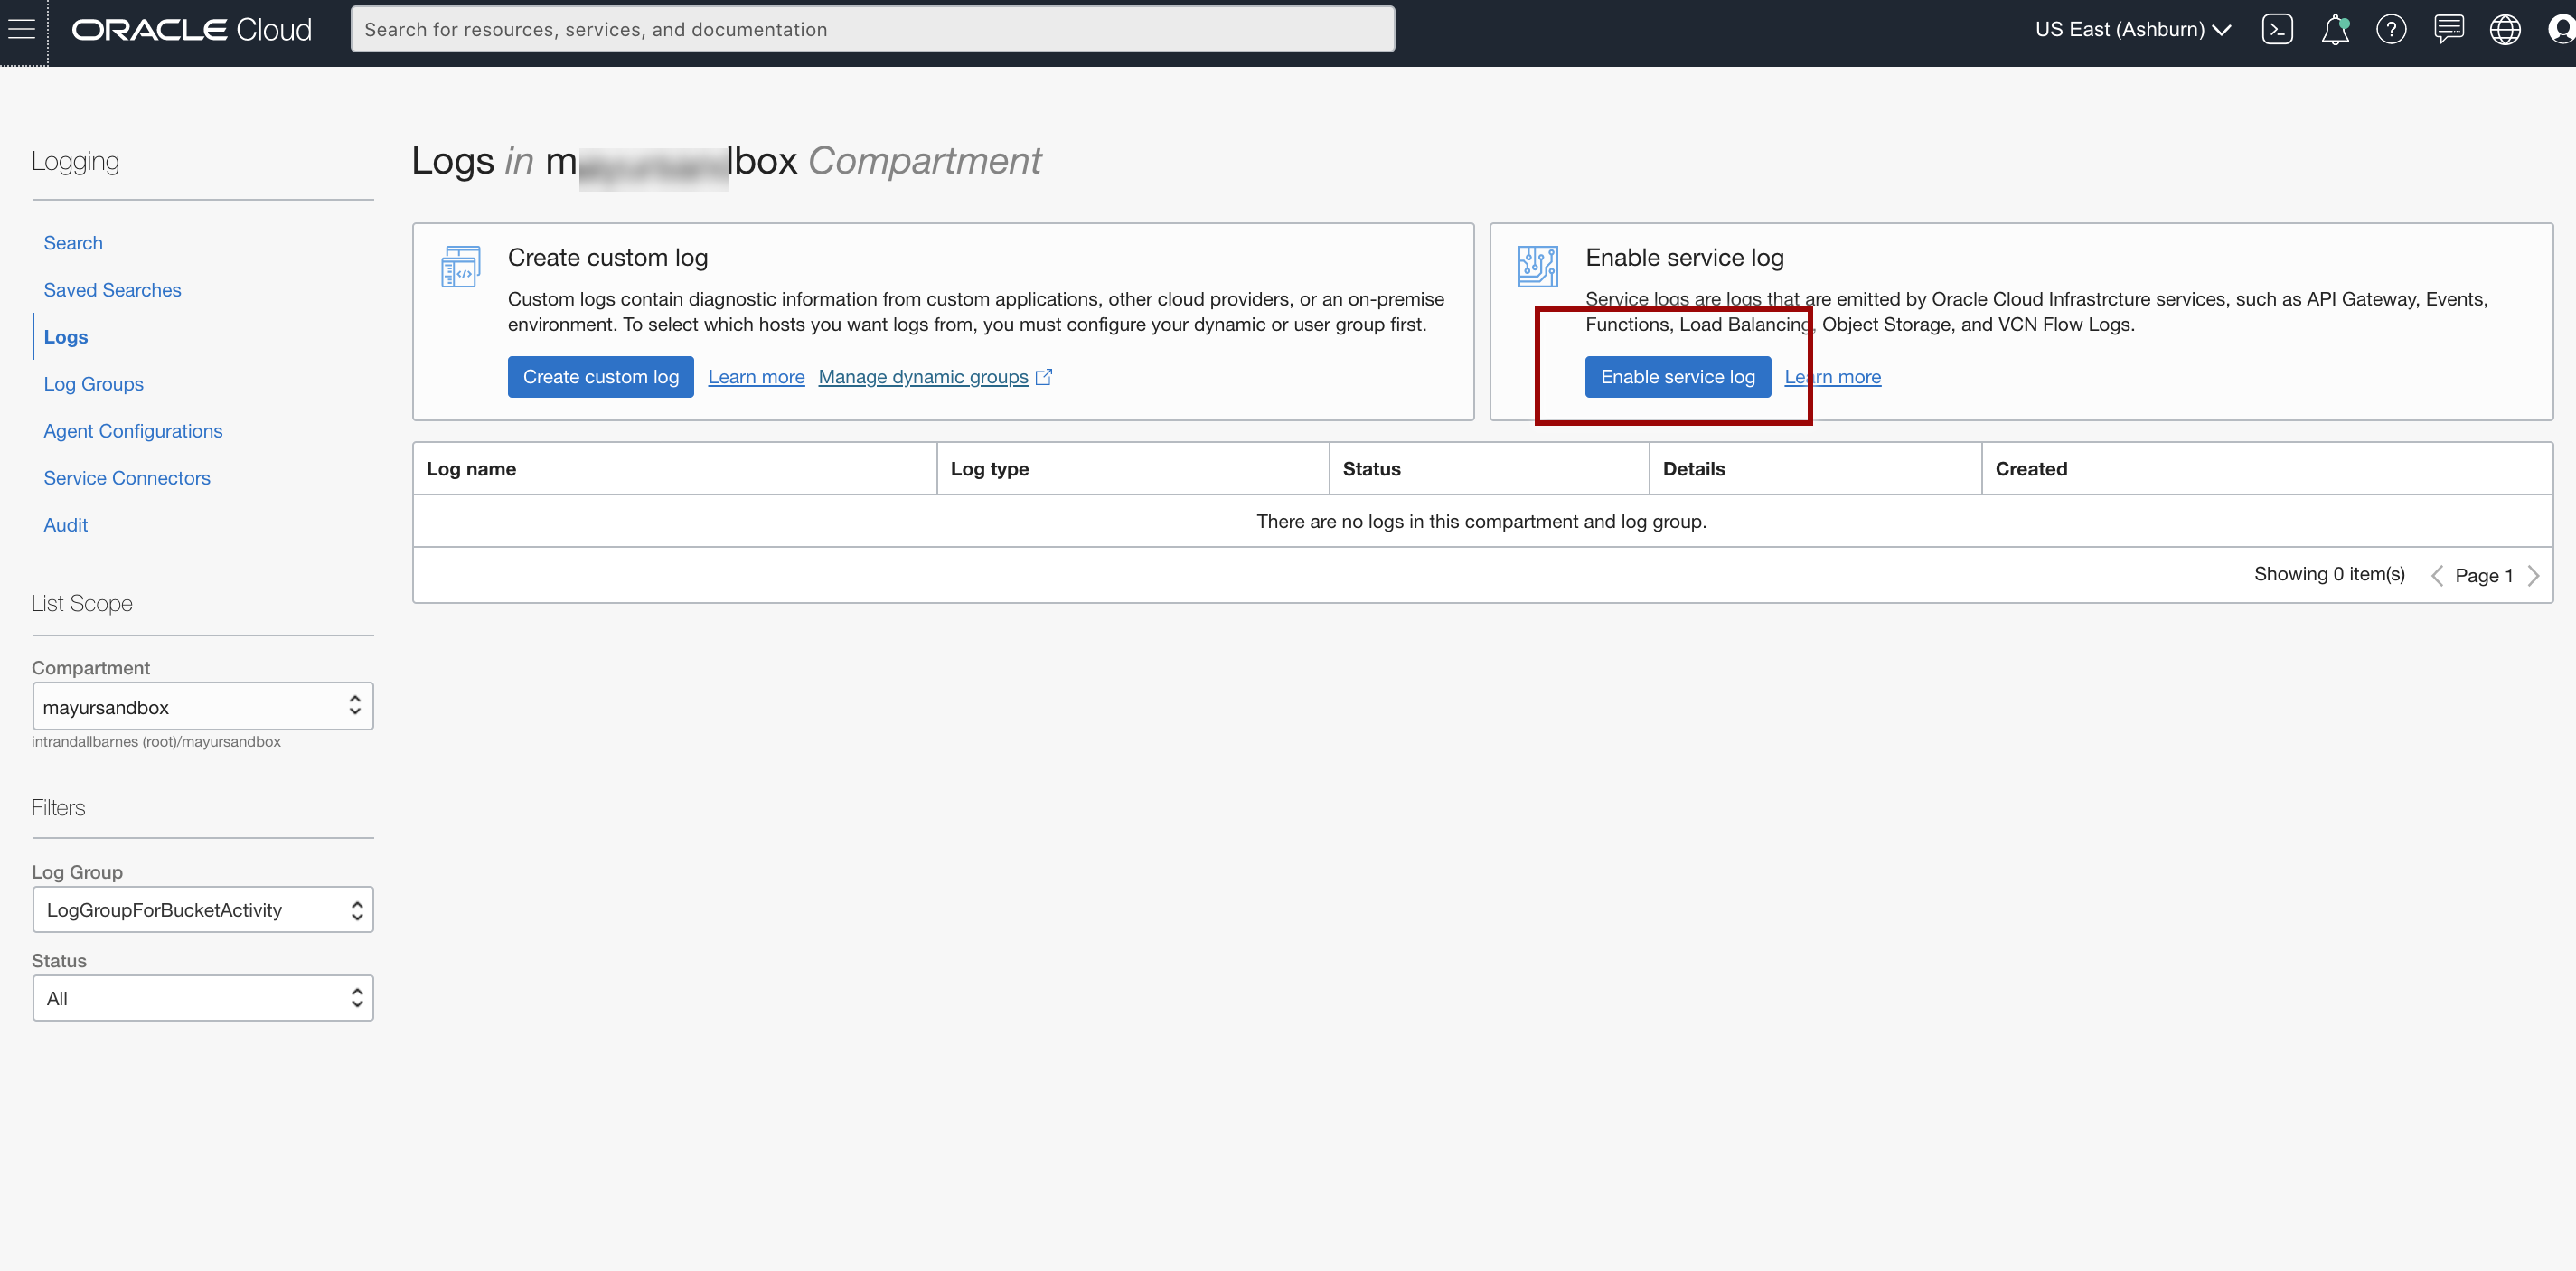 ORACLE Cloud
Search for resources, services, and documentation
US East (Ashburn)
Logging
Search
Saved Searches
Logs
Log Groups
Agent Configurations
Service Connectors
Audit
List Scope
Compartment
mayursandbox
intrandallbarnes (root)/mayursandbox
Filters
Log Group
LogGroupForBucketActivity
Status
All
Logs in Compartment
Create custom log
Custom logs contain diagnostic information from custom applications, other cloud providers, or an on-premise
environment. To select which hosts you want logs from, you must configure your dynamic or user group first.
Create custom log Learn more Manage dynamic groups
Enable service log
Service logs are logs that are emitted by Oracle Cloud Infrastrcture services, such as API Gateway, Events,
Functions, Load Balancing, Object Storage, and VCN Flow Logs.
Enable service log Learn more
Log name Log type Status Details Created
There are no logs in this compartment and log group.
Showing 0 item(s) Page 1